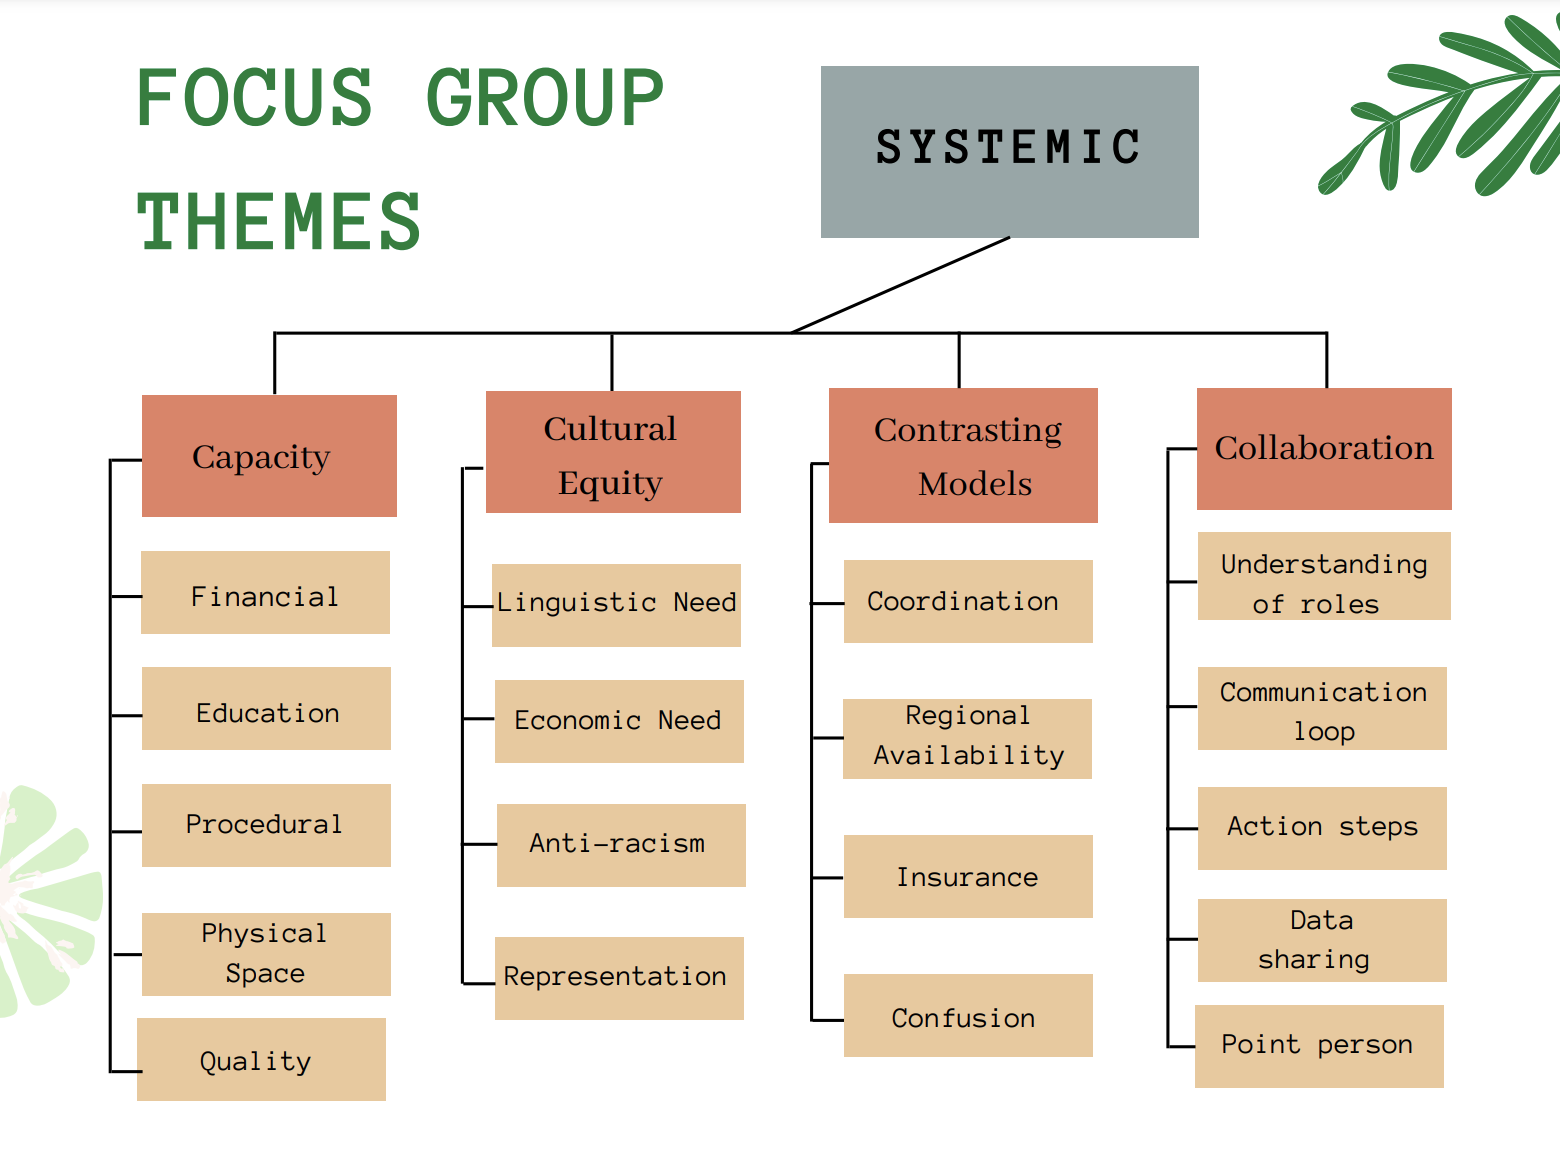 FOCUS GROUP
THEMES
SYSTEMIC
Capacity
Financial
Education
Procedural
Physical
Space
Quality
Cultural
Equity
Linguistic Need
Economic Need
Anti-racism
Representation
Contrasting
Models
Coordination
Regional
Availability
Insurance
Confusion
Collaboration
Understanding
of roles
Communication
loop
Action steps
Data
sharing
Point person